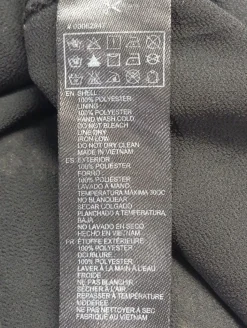 # 03062947
EN SHELL
100% POLYESTER
LINING
100% POLYESTER
HAND WASH COLD
DO NOT BLEACH
LINE DRY
IRON LOW
DO NOT DRY CLEAN
MADE IN VIETNAM
ES EXTERIOR
100% POLIÉSTER
FORRO
100% POLIÉSTER
LAVADO A MANO,
TEMPERATURA MÁXIMA 30ºC
NO BLANQUEAR
SECAR COLGADO
PLANCHADO A TEMPERATURA,
BAJA
NO LAVADO EN SECO
HECHO EN VIETNAM
FR ÉTOFFE EXTÉRIEURE
100% POLYESTER
DOUBLURE
100% POLYESTER
LAVER À LA MAIN À L'EAU
FROIDE
NE PAS BLANCHIR
SÉCHER À L'AIR
REPASSER À TEMPÉRATURE
MODÉRÉE
NE PAS NETTOYER À SEC
FABRIQUÉ AU VIETNAM